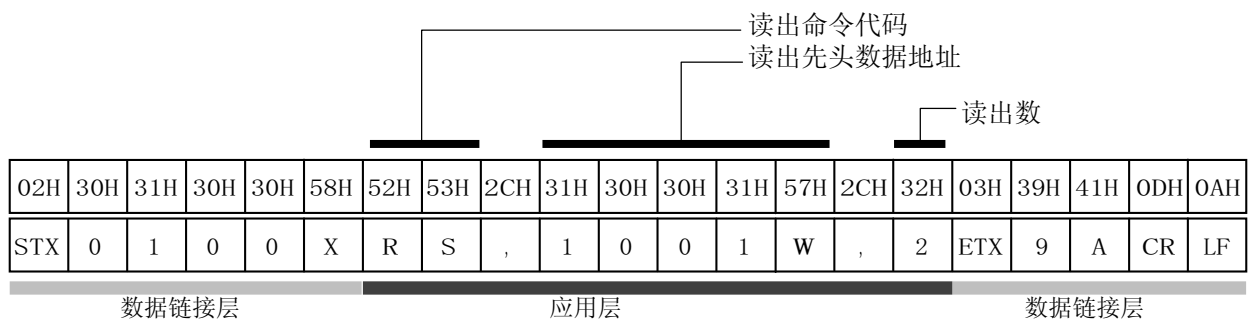 读出命令代码
读出先头数据地址
读出数
02H 30H 31H 30H 30H 58H 52H 53H 2CH 31H 30H 30H 31H 57H 2CH 32H 03H 39H 41H 0DH 0AH
STX 0 1 0 0 X R S , 1 0 0 1 W , 2 ETX 9 A CR LF
数据链接层 应用层 数据链接层